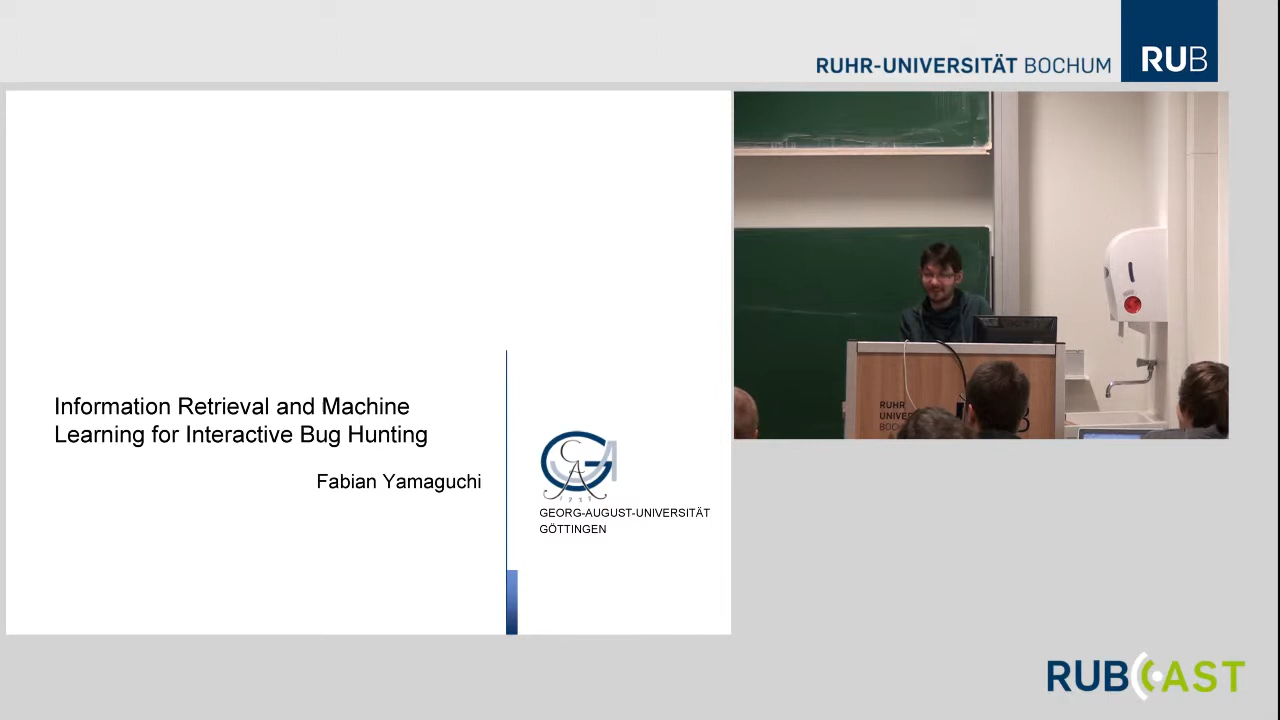 RUHR-UNIVERSITÄT BOCHUM
RUB
Information Retrieval and Machine
Learning for Interactive Bug Hunting
Fabian Yamaguchi
GEORG-AUGUST-UNIVERSITÄT
GÖTTINGEN
RUHR
RUBCAST